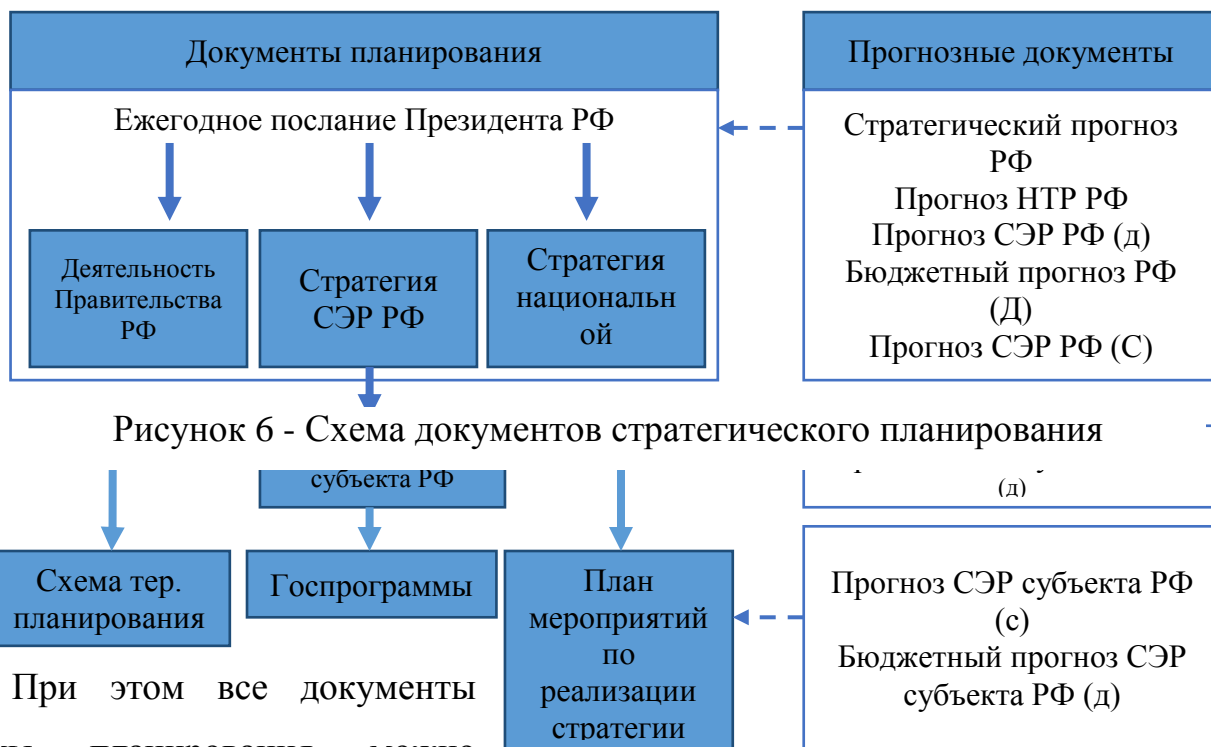 Документы планирования
Ежегодное послание Президента РФ
Деятельность
Правительства
РФ
Стратегия
СЭР РФ
Стратегия
национальн
ой
Прогнозные документы
Стратегический прогноз
РФ
Прогноз НТР РФ
Прогноз СЭР РФ (д)
Бюджетный прогноз РФ
(Д)
Прогноз СЭР РФ (С)
Рисунок 6 - Схема документов стратегического планирования
субъекта РФ
(д)
Схема тер.
планирования
Госпрограммы
План
мероприятий
по
реализации
стратегии
Прогноз СЭР субъекта РФ
(с)
Бюджетный прогноз СЭР
субъекта РФ (д)
При этом все документы
планирования можно